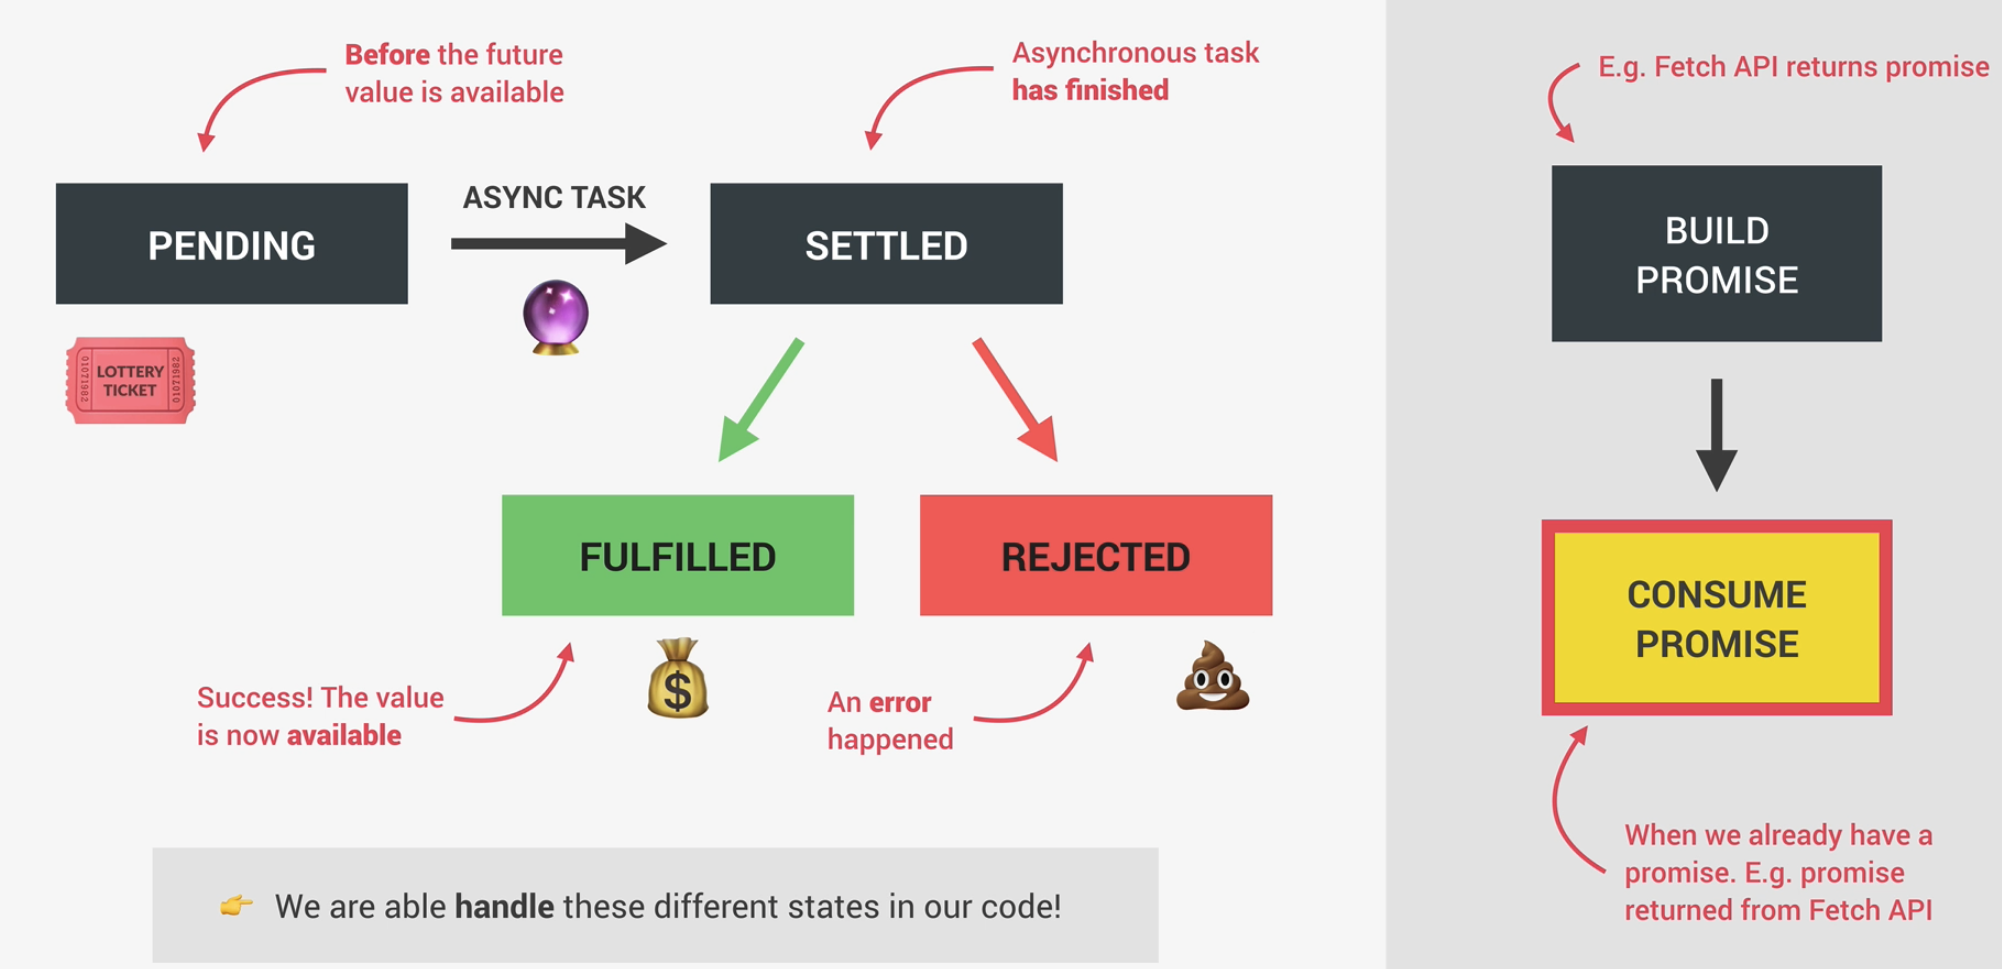 Before the future
value is available
Asynchronous task
has finished
E.g. Fetch API returns promise
PENDING
ASYNC TASK
SETTLED
BUILD
PROMISE
LOTTERY
TICKET
01071982
01071982
FULFILLED
REJECTED
CONSUME
PROMISE
$
Success! The value
is now available
An error
happened
When we already have a
promise. E.g. promise
returned from Fetch API
👉 We are able handle these different states in our code!